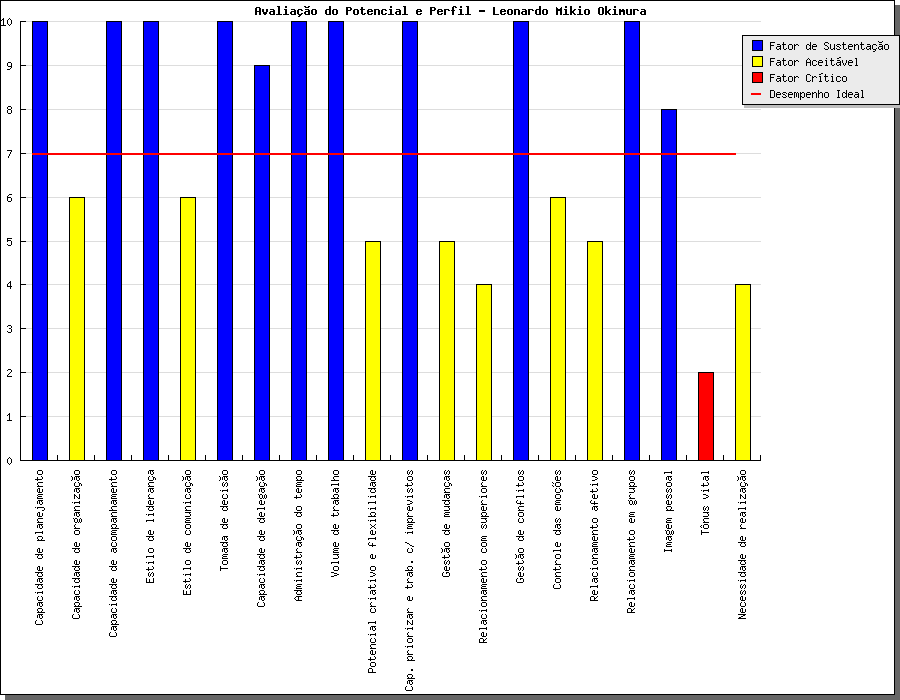 Avaliação do Potencial e Perfil - Leonardo Mikio Okimura
10
9
8
7
6
5
4
3
2
1
0
Fator de Sustentação
Fator Aceitável
Fator Crítico
Desempenho Ideal
Capacidade de planejamento
Capacidade de organização
Capacidade de acompanhamento
Estilo de liderança
Estilo de comunicação
Tomada de decisão
Capacidade de delegação
Administração do tempo
Volume de trabalho
Potencial criativo e flexibilidade
Cap. priorizar e trab. c/ imprevistos
Gestão de mudanças
Relacionamento com superiores
Gestão de conflitos
Controle das emoções
Relacionamento afetivo
Relacionamento em grupos
Imagem pessoal
Tônus vital
Necessidade de realização